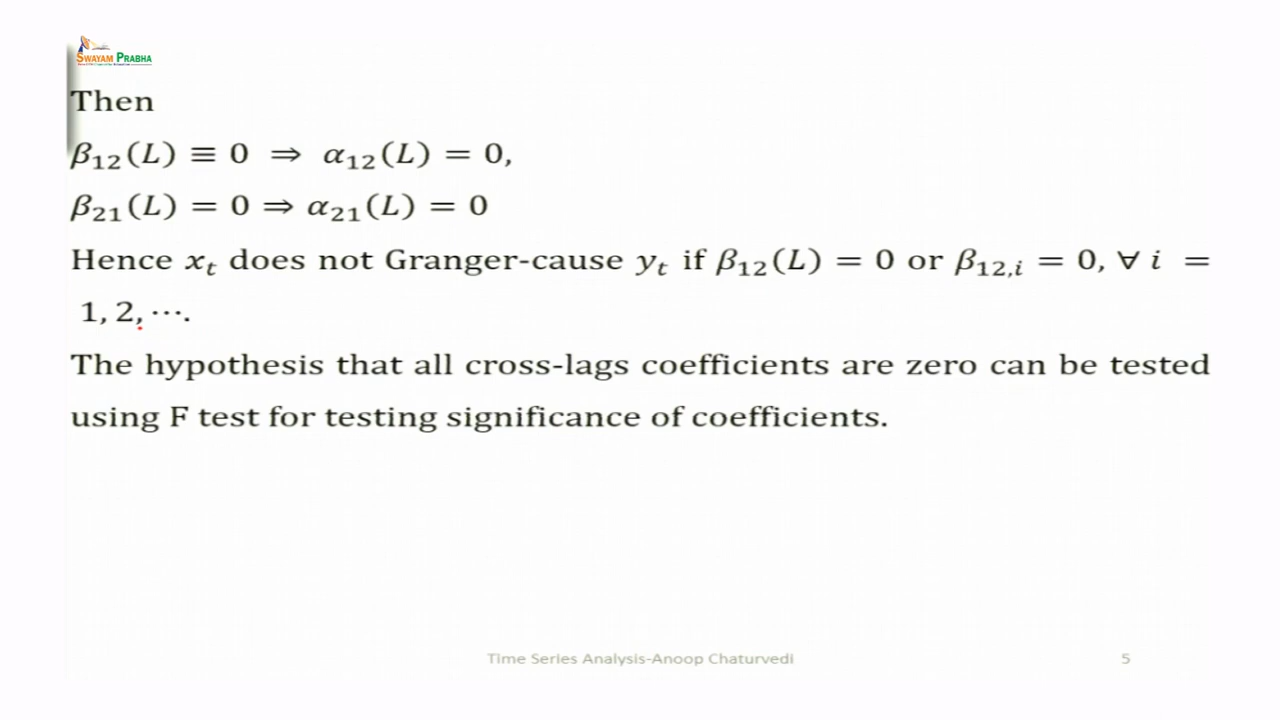 SWAYAM PRABHA
Then
β₁₂(L) ≡ 0 ⇒ α₁₂(L) = 0,
β₂₁(L) = 0 ⇒ α₂₁(L) = 0
Hence xₜ does not Granger-cause yₜ if β₁₂(L) = 0 or β₁₂,ᵢ = 0, ∀ i =
1, 2, ⋯.
The hypothesis that all cross-lags coefficients are zero can be tested
using F test for testing significance of coefficients.
Time Series Analysis-Anoop Chaturvedi 5